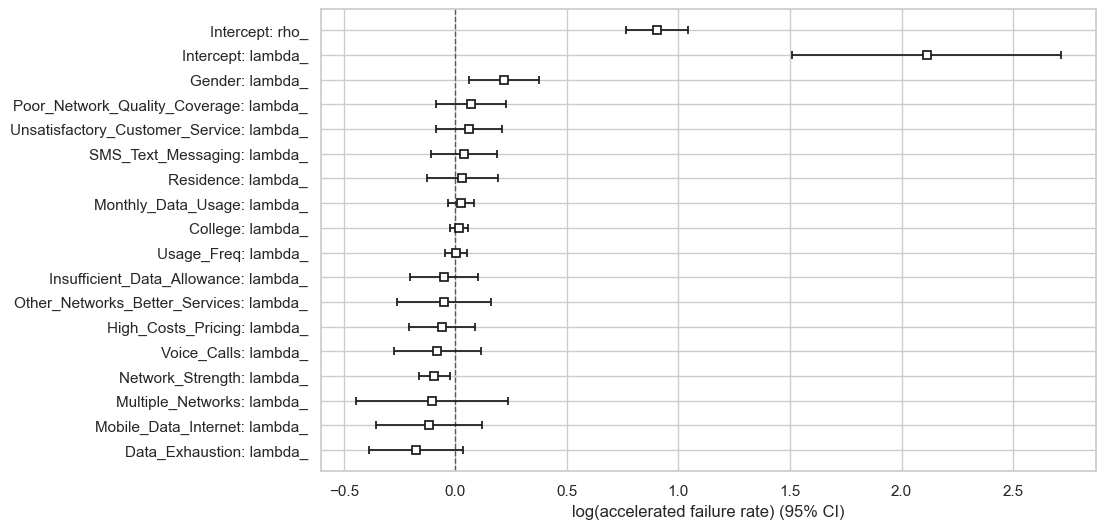 Intercept: rho_
Intercept: lambda_
Gender: lambda_
Poor_Network_Quality_Coverage: lambda_
Unsatisfactory_Customer_Service: lambda_
SMS_Text_Messaging: lambda_
Residence: lambda_
Monthly_Data_Usage: lambda_
College: lambda_
Usage_Freq: lambda_
Insufficient_Data_Allowance: lambda_
Other_Networks_Better_Services: lambda_
High_Costs_Pricing: lambda_
Voice_Calls: lambda_
Network_Strength: lambda_
Multiple_Networks: lambda_
Mobile_Data_Internet: lambda_
Data_Exhaustion: lambda_
−0.5 0.0 0.5 1.0 1.5 2.0 2.5
log(accelerated failure rate) (95% CI)